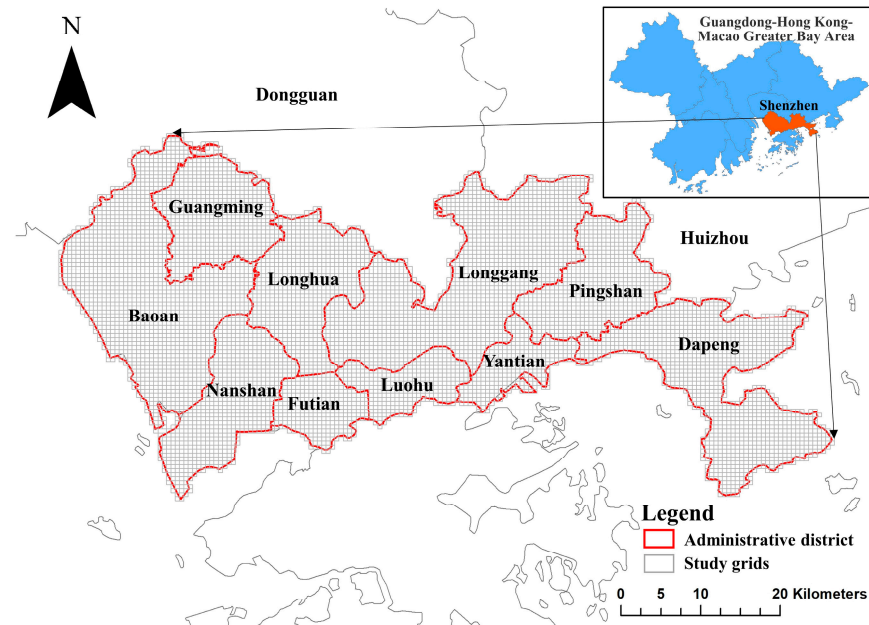 N
Guangdong-Hong Kong-
Macao Greater Bay Area
Shenzhen
Dongguan
Guangming
Huizhou
Longhua
Longgang
Pingshan
Baoan
Dapeng
Yantian
Nanshan
Luohu
Futian
Legend
Administrative district
Study grids
0 5 10 20 Kilometers